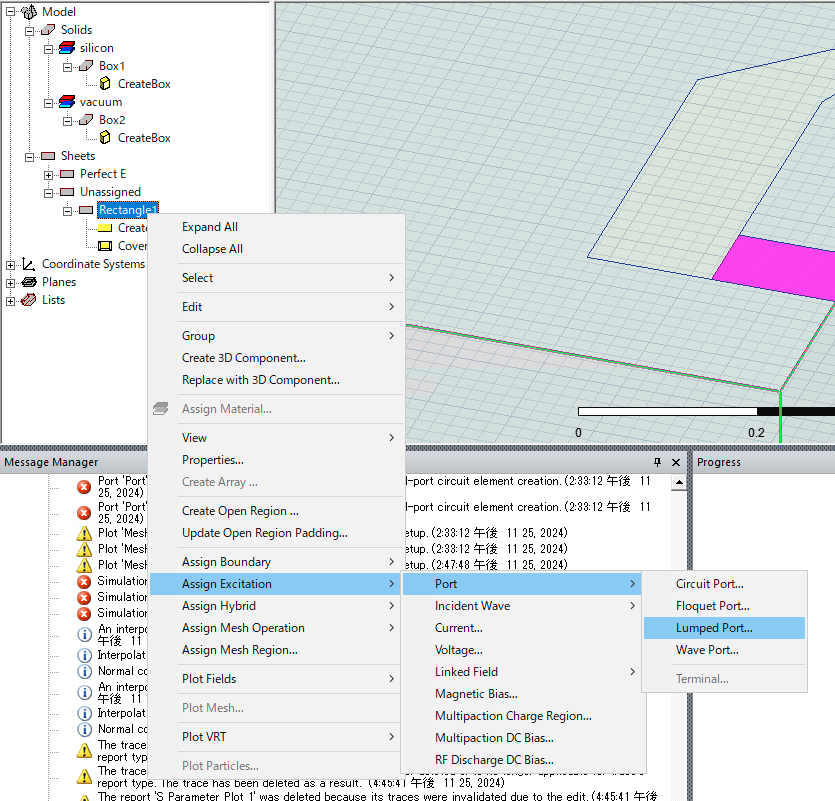 Model
Solids
silicon
Box1
CreateBox
vacuum
Box2
CreateBox
Sheets
Perfect E
Unassigned
Rectangle1
Create
Cover
Coordinate Systems
Planes
Lists
Expand All
Collapse All
Select
Edit
Group
Create 3D Component...
Replace with 3D Component...
Assign Material...
View
Properties...
Create Array ...
Create Open Region ...
Update Open Region Padding...
Assign Boundary
Assign Excitation
Assign Hybrid
Assign Mesh Operation
Assign Mesh Region...
Plot Fields
Plot Mesh...
Plot VRT
Plot Particles...
Port
Incident Wave
Current...
Voltage...
Linked Field
Magnetic Bias...
Multipaction Charge Region...
Multipaction DC Bias...
RF Discharge DC Bias...
Circuit Port...
Floquet Port...
Lumped Port...
Wave Port...
Terminal...
0 0.2
Message Manager
Progress
Port 'Port' l-port circuit element creation. (2:33:12 午後 11
25, 2024)
Port 'Port' l-port circuit element creation. (2:33:12 午後 11
25, 2024)
Plot 'Mesh etup. (2:33:12 午後 11 25, 2024)
Plot 'Mesh etup. (2:33:12 午後 11 25, 2024)
Plot 'Mesh etup. (2:47:48 午後 11 25, 2024)
Simulation
Simulation
Simulation
An interpo
午後 11
Interpolat
Normal co
An interpo
午後 11
Interpolat
Normal co
The trace
report type
The trace
report type. The trace has been deleted as a result. (4:45:41 午後 11 25, 2024)
The report 'S Parameter Plot 1' was deleted because its traces were invalidated due to the edit. (4:45:41 午後